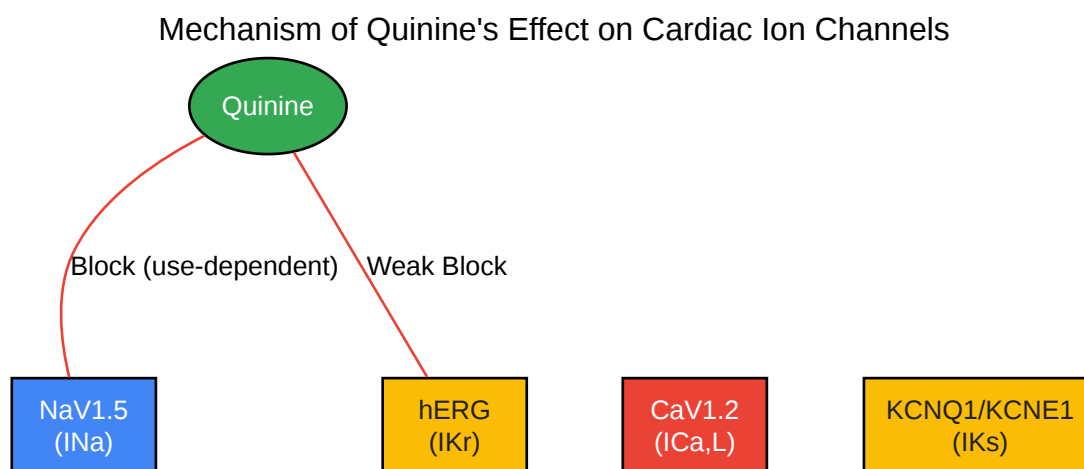 Mechanism of Quinine's Effect on Cardiac Ion Channels
Quinine
Block (use-dependent)
Weak Block
NaV1.5
(INa)
hERG
(IKr)
CaV1.2
(ICa,L)
KCNQ1/KCNE1
(IKs)